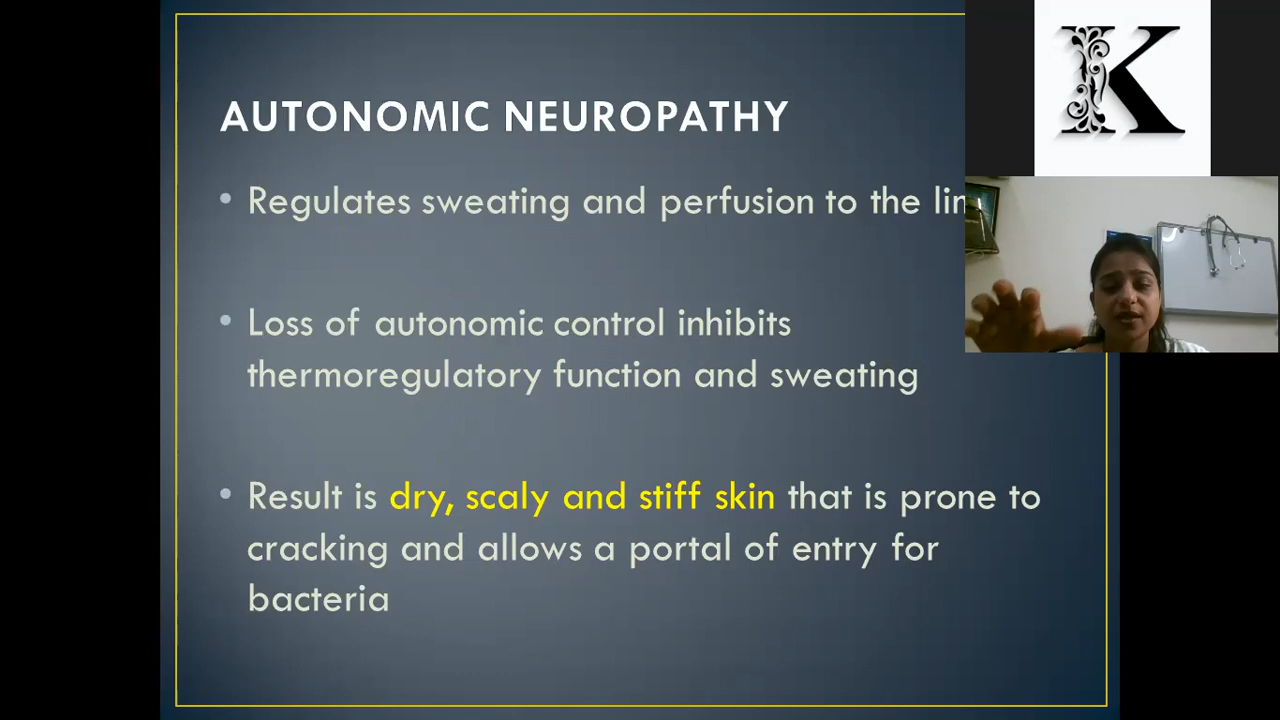 AUTONOMIC NEUROPATHY
• Regulates sweating and perfusion to the
• Loss of autonomic control inhibits
thermoregulatory function and sweating
• Result is dry, scaly and stiff skin that is prone to
cracking and allows a portal of entry for
bacteria
K